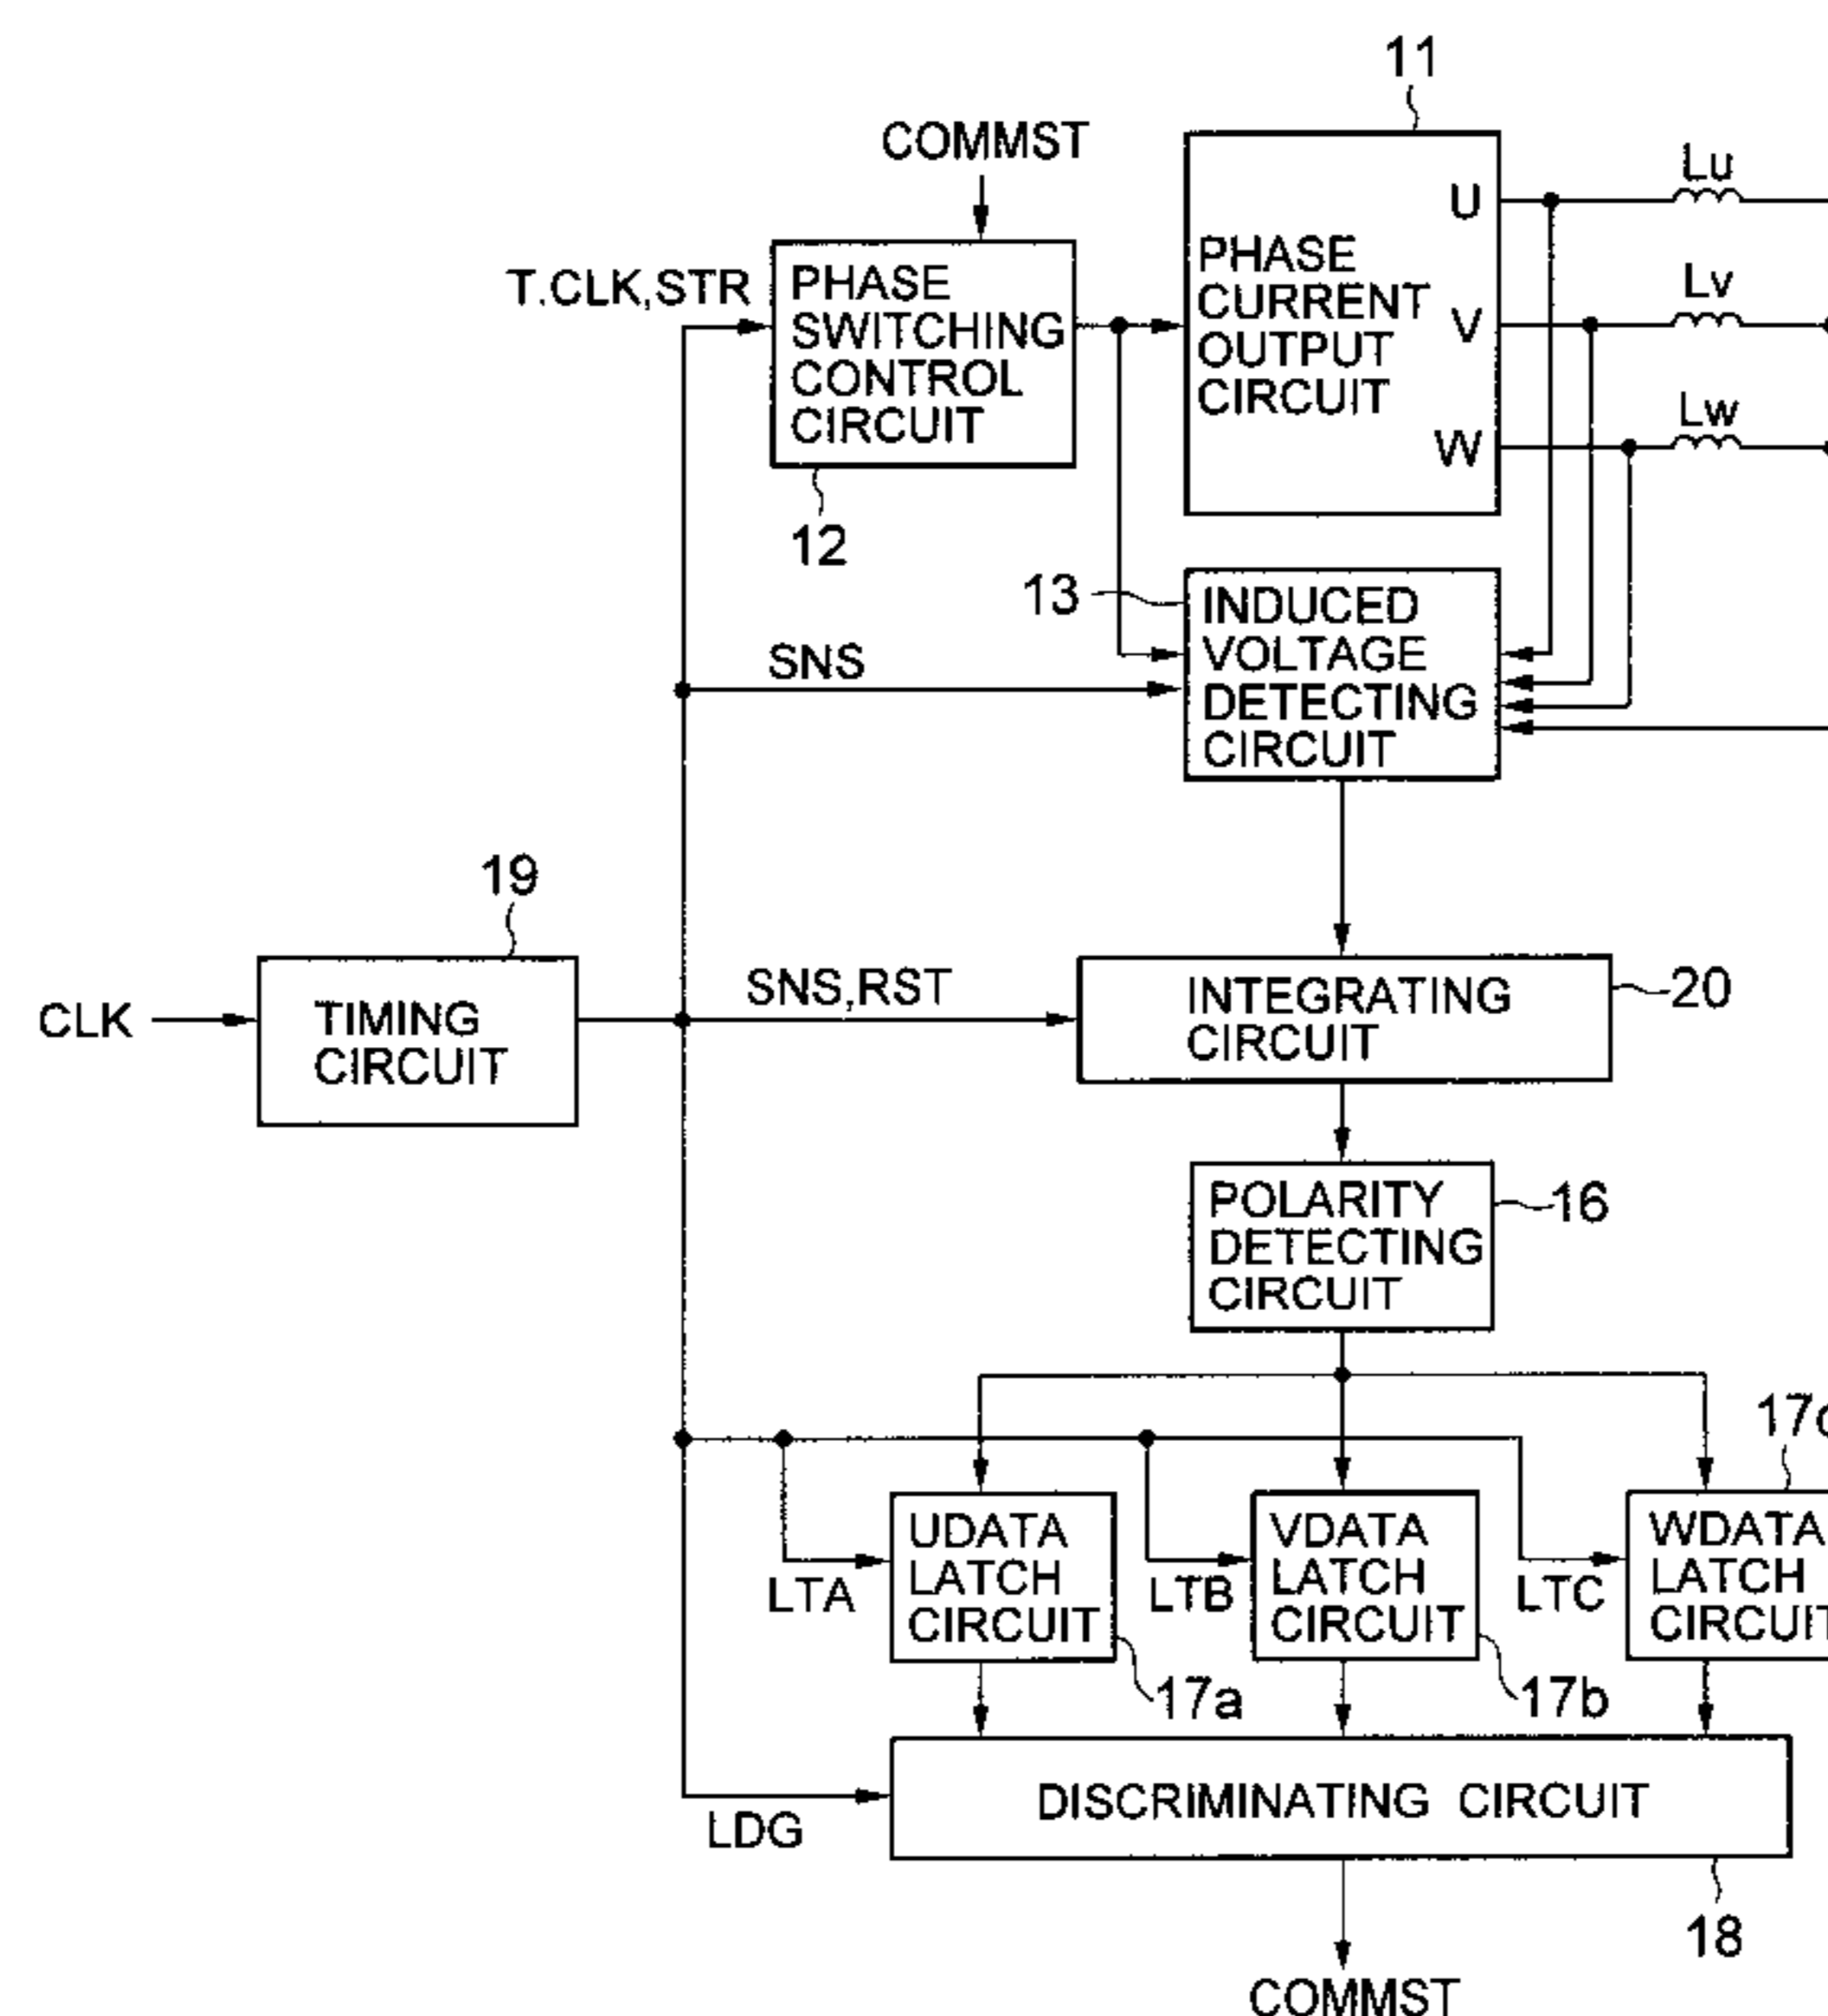 11
COMMST
Lu
U
T.CLK,STR
PHASE
SWITCHING
CONTROL
CIRCUIT
PHASE
CURRENT
OUTPUT
CIRCUIT
Lv
V
Lw
W
12
13
INDUCED
VOLTAGE
DETECTING
CIRCUIT
SNS
19
CLK
TIMING
CIRCUIT
SNS,RST
INTEGRATING
CIRCUIT
20
POLARITY
DETECTING
CIRCUIT
16
17c
UDATA
LATCH
CIRCUIT
VDATA
LATCH
CIRCUIT
WDATA
LATCH
CIRCUIT
LTA
LTB
LTC
17a
17b
DISCRIMINATING CIRCUIT
LDG
18
COMMST